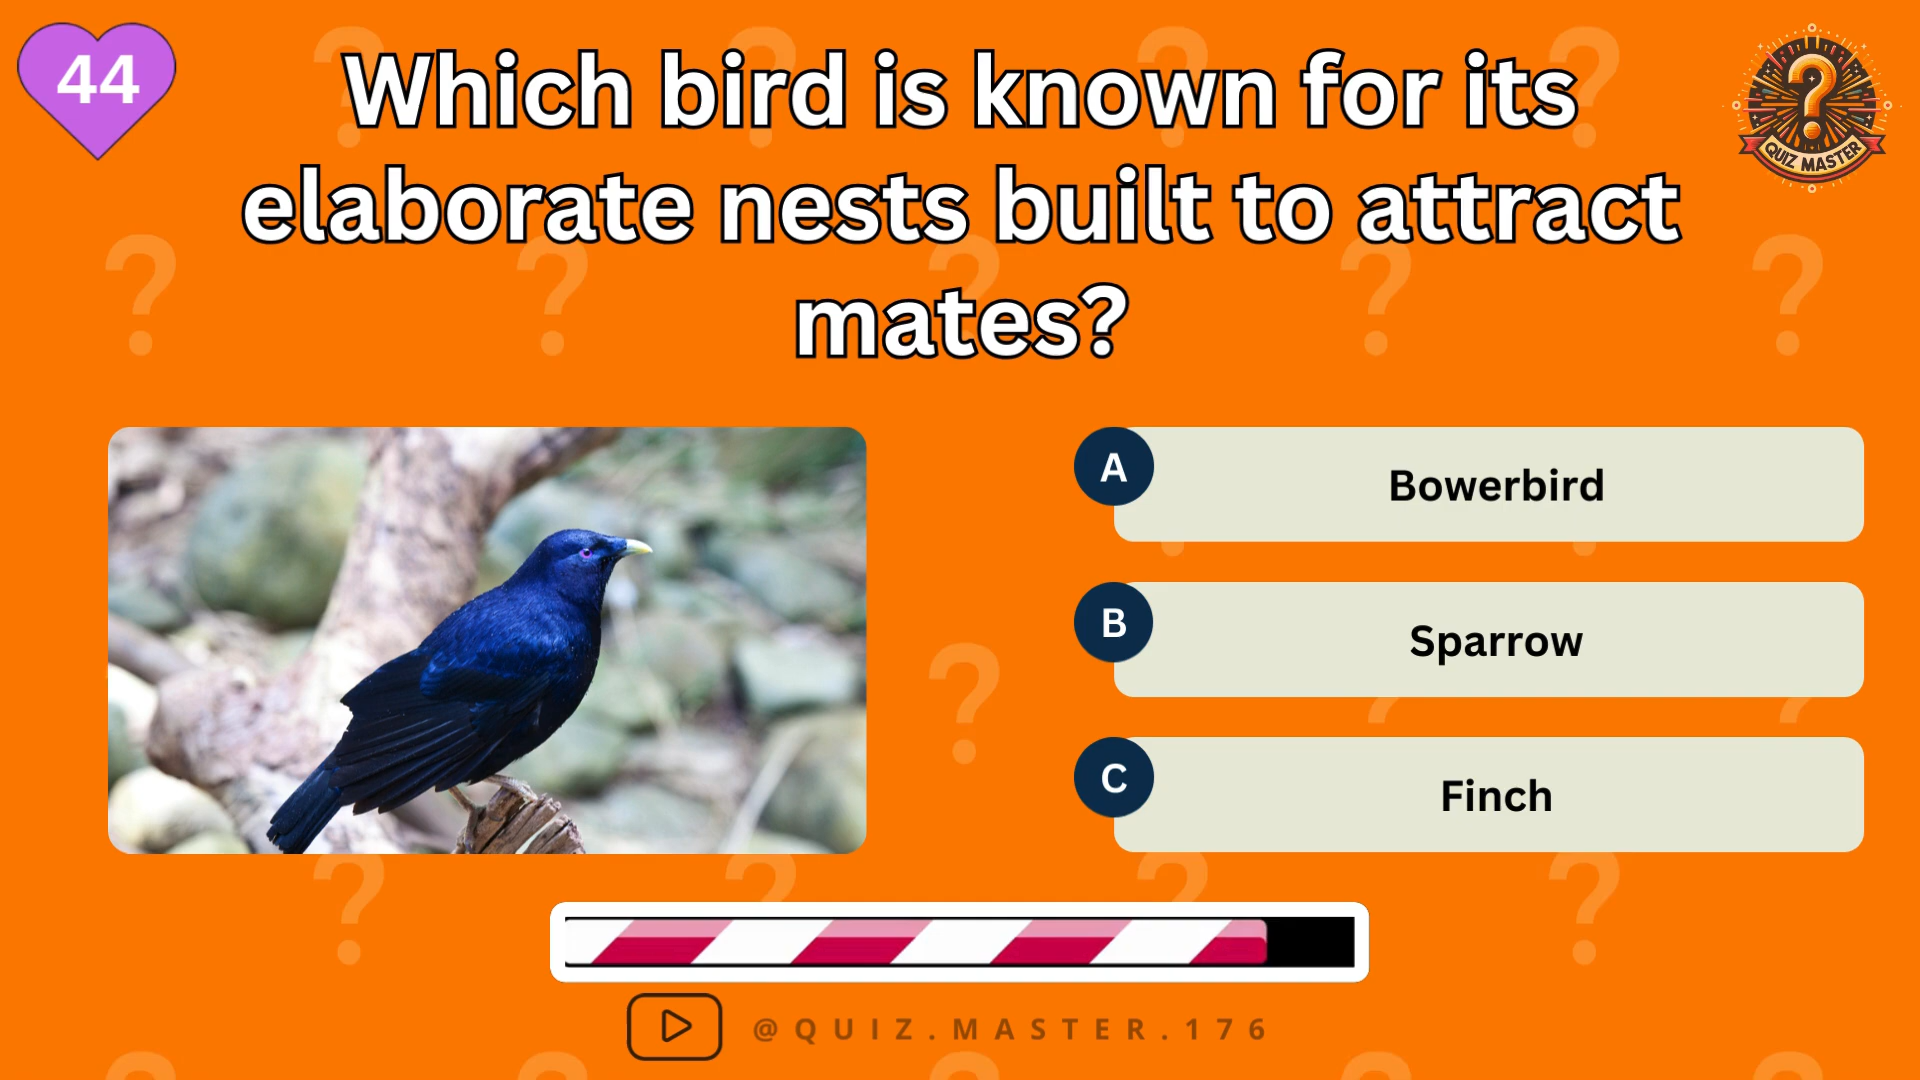 44
Which bird is known for its
elaborate nests built to attract
mates?
QUIZ MASTER
A
Bowerbird
B
Sparrow
C
Finch
@QUIZ.MASTER.176